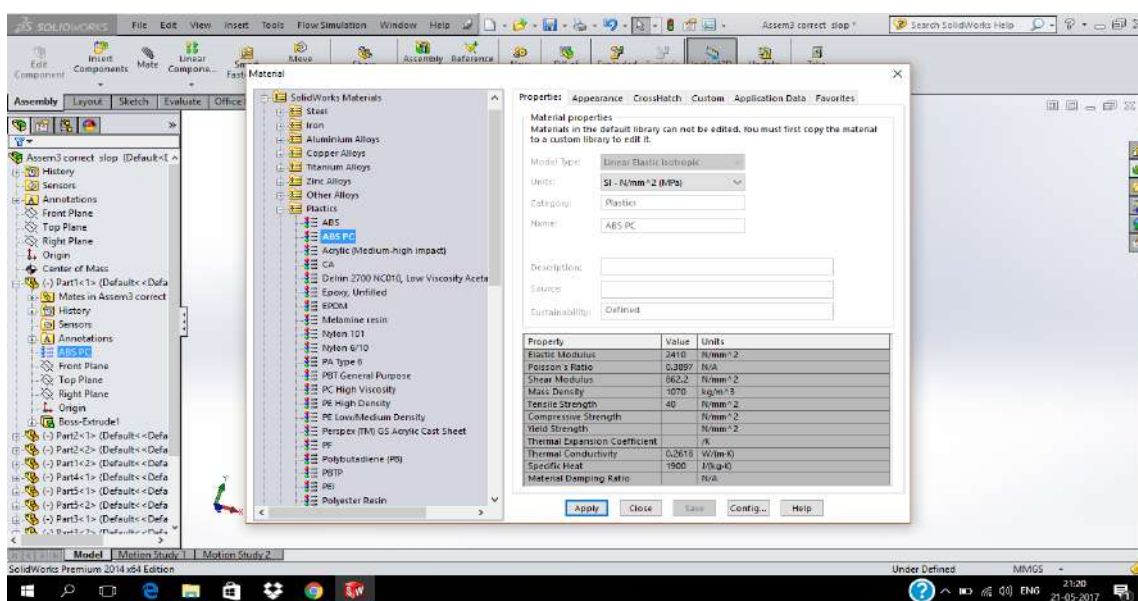 SOLIDWORKS File Edit View Insert Tools Flow Simulation Window Help Assem3 correct slop * Search SolidWorks Help
Edit Component
Insert Components
Mate
Linear Compone...
Move
Assembly
Reference
Assembly Layout Sketch Evaluate Office
Assem3 correct slop (Default<
History
Sensors
Annotations
Front Plane
Top Plane
Right Plane
Origin
Center of Mass
(-) Part1<1> (Default<<Defa
Mates in Assem3 correct
History
Sensors
Annotations
ABS PC
Front Plane
Top Plane
Right Plane
Origin
Boss-Extrude1
(-) Part2<1> (Default<<Defa
(-) Part2<2> (Default<<Defa
(-) Part1<2> (Default<<Defa
(-) Part4<1> (Default<<Defa
(-) Part5<1> (Default<<Defa
(-) Part5<2> (Default<<Defa
(-) Part3<1> (Default<<Defa
Material
SolidWorks Materials
Steel
Iron
Aluminium Alloys
Copper Alloys
Titanium Alloys
Zinc Alloys
Other Alloys
Plastics
ABS
ABS PC
Acrylic (Medium-high impact)
CA
Delrin 2700 NC010, Low Viscosity Aceta
Epoxy, Unfilled
EPDM
Melamine resin
Nylon 101
Nylon 6/10
PA Type 6
PBT General Purpose
PC High Viscosity
PE High Density
PE Low/Medium Density
Perspex (TM) GS Acrylic Cast Sheet
PF
Polybutadiene (PB)
PBTP
PEI
Polyester Resin
Properties Appearance CrossHatch Custom Application Data Favorites
Material properties
Materials in the default library can not be edited. You must first copy the material
to a custom library to edit it.
Model Type: Linear Elastic Isotropic
Units: SI - N/mm^2 (MPa)
Category: Plastics
Name: ABS PC
Description:
Source:
Sustainability: Defined
Property Value Units
Elastic Modulus 2410 N/mm^2
Poisson's Ratio 0.3897 N/A
Shear Modulus 862.2 N/mm^2
Mass Density 1070 kg/m^3
Tensile Strength 40 N/mm^2
Compressive Strength N/mm^2
Yield Strength N/mm^2
Thermal Expansion Coefficient /K
Thermal Conductivity 0.2618 W/(m·K)
Specific Heat 1900 J/(kg·K)
Material Damping Ratio N/A
Apply Close Save Config... Help
Model Motion Study 1 Motion Study 2
SolidWorks Premium 2014 x64 Edition Under Defined MMGS
ENG 21:20
21-05-2017